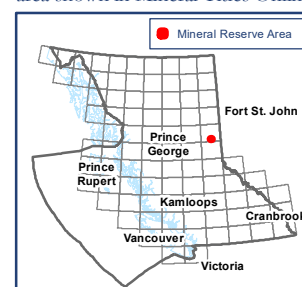 Mineral Reserve Area
Fort St. John
Prince
George
Prince
Rupert
Kamloops
Cranbrook
Vancouver
Victoria